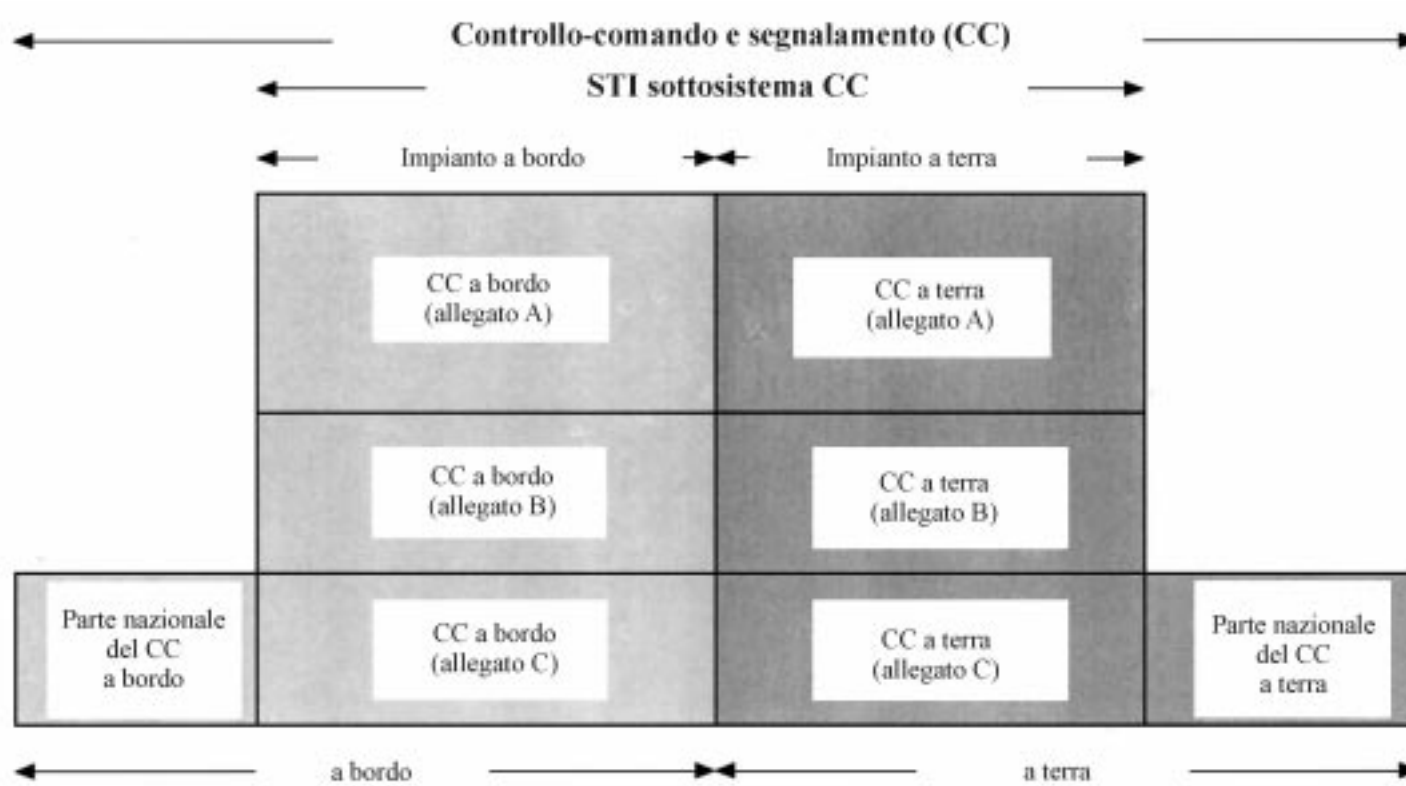 Controllo-comando e segnalamento (CC)
STI sottosistema CC
Impianto a bordo
Impianto a terra
CC a bordo
(allegato A)
CC a terra
(allegato A)
CC a bordo
(allegato B)
CC a terra
(allegato B)
Parte nazionale
del CC
a bordo
CC a bordo
(allegato C)
CC a terra
(allegato C)
Parte nazionale
del CC
a terra
a bordo
a terra